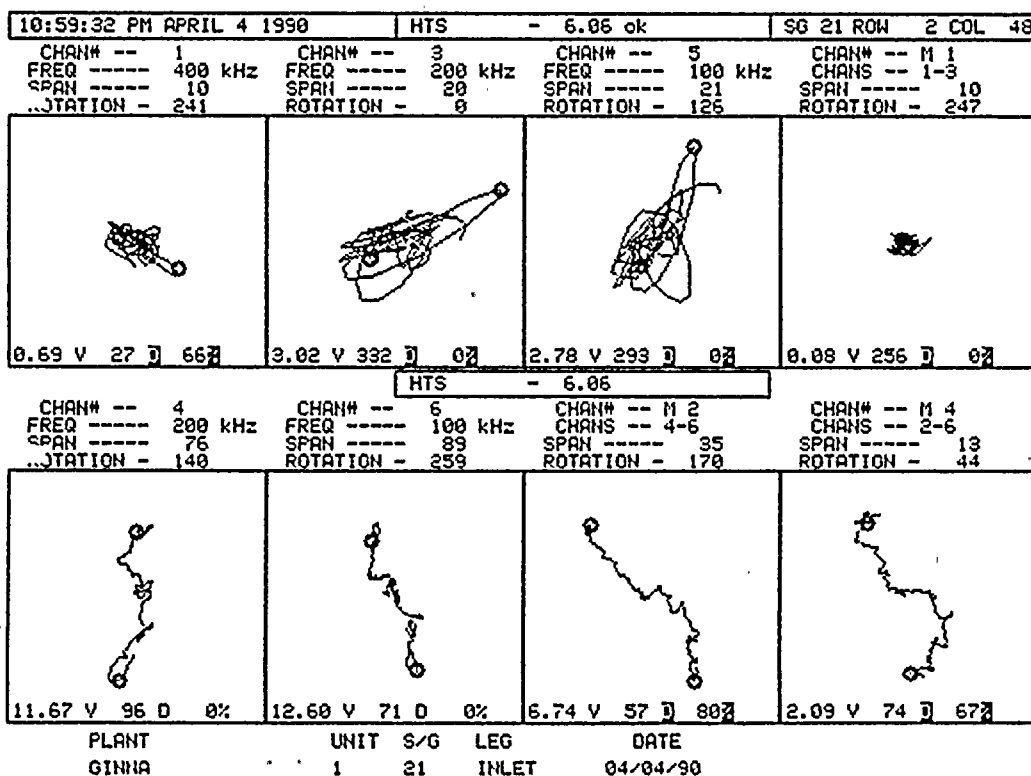 10:59:32 PM APRIL 4 1990 HTS - 6.06 ok SG 21 ROW 2 COL 48
CHAN# -- 1 CHAN# -- 3 CHAN# -- 5 CHAN# -- M 1
FREQ ----- 400 kHz FREQ ----- 200 kHz FREQ ----- 100 kHz CHANS -- 1-3
SPAN ----- 10 SPAN ----- 20 SPAN ----- 21 SPAN ----- 10
..OTATION - 241 ROTATION - 0 ROTATION - 126 ROTATION - 247
0.69 V 27 D 66% 3.02 V 332 D 0% 2.78 V 293 D 0% 0.08 V 256 D 0%
HTS - 6.06
CHAN# -- 4 CHAN# -- 6 CHAN# -- M 2 CHAN# -- M 4
FREQ ----- 200 kHz FREQ ----- 100 kHz CHANS -- 4-6 CHANS -- 2-6
SPAN ----- 76 SPAN ----- 89 SPAN ----- 35 SPAN ----- 13
..OTATION - 140 ROTATION - 259 ROTATION - 170 ROTATION - 44
11.67 V 96 D 0% 12.60 V 71 D 0% 6.74 V 57 D 80% 2.09 V 74 D 67%
PLANT UNIT S/G LEG DATE
GINNA 1 21 INLET 04/04/90